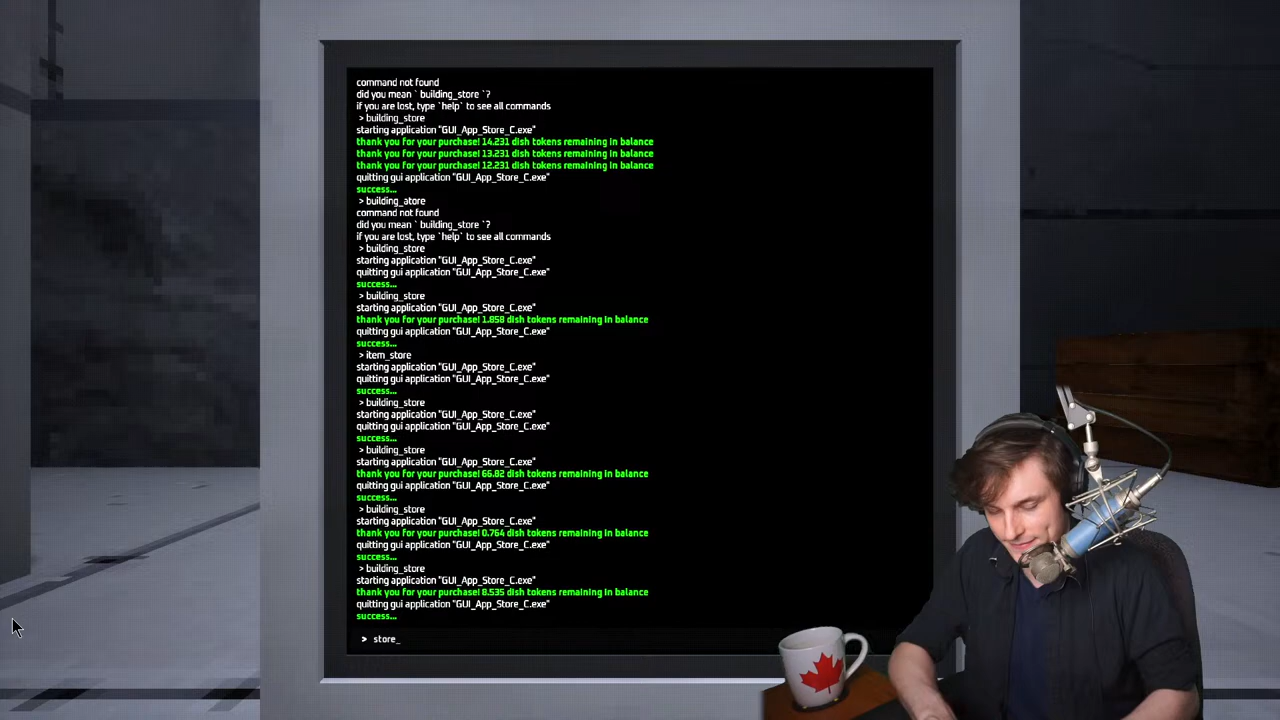 command not found
did you mean ` building_store `?
if you are lost, type `help` to see all commands
> building_store
starting application "GUI_App_Store_C.exe"
thank you for your purchase! 14.231 dish tokens remaining in balance
thank you for your purchase! 13.231 dish tokens remaining in balance
thank you for your purchase! 12.231 dish tokens remaining in balance
quitting gui application "GUI_App_Store_C.exe"
success...
> building_atore
command not found
did you mean ` building_store `?
if you are lost, type `help` to see all commands
> building_store
starting application "GUI_App_Store_C.exe"
quitting gui application "GUI_App_Store_C.exe"
success...
> building_store
starting application "GUI_App_Store_C.exe"
thank you for your purchase! 1.858 dish tokens remaining in balance
quitting gui application "GUI_App_Store_C.exe"
success...
> item_store
starting application "GUI_App_Store_C.exe"
quitting gui application "GUI_App_Store_C.exe"
success...
> building_store
starting application "GUI_App_Store_C.exe"
quitting gui application "GUI_App_Store_C.exe"
success...
> building_store
starting application "GUI_App_Store_C.exe"
thank you for your purchase! 66.82 dish tokens remaining in balance
quitting gui application "GUI_App_Store_C.exe"
success...
> building_store
starting application "GUI_App_Store_C.exe"
thank you for your purchase! 0.764 dish tokens remaining in balance
quitting gui application "GUI_App_Store_C.exe"
success...
> building_store
starting application "GUI_App_Store_C.exe"
thank you for your purchase! 8.535 dish tokens remaining in balance
quitting gui application "GUI_App_Store_C.exe"
success...
> store_